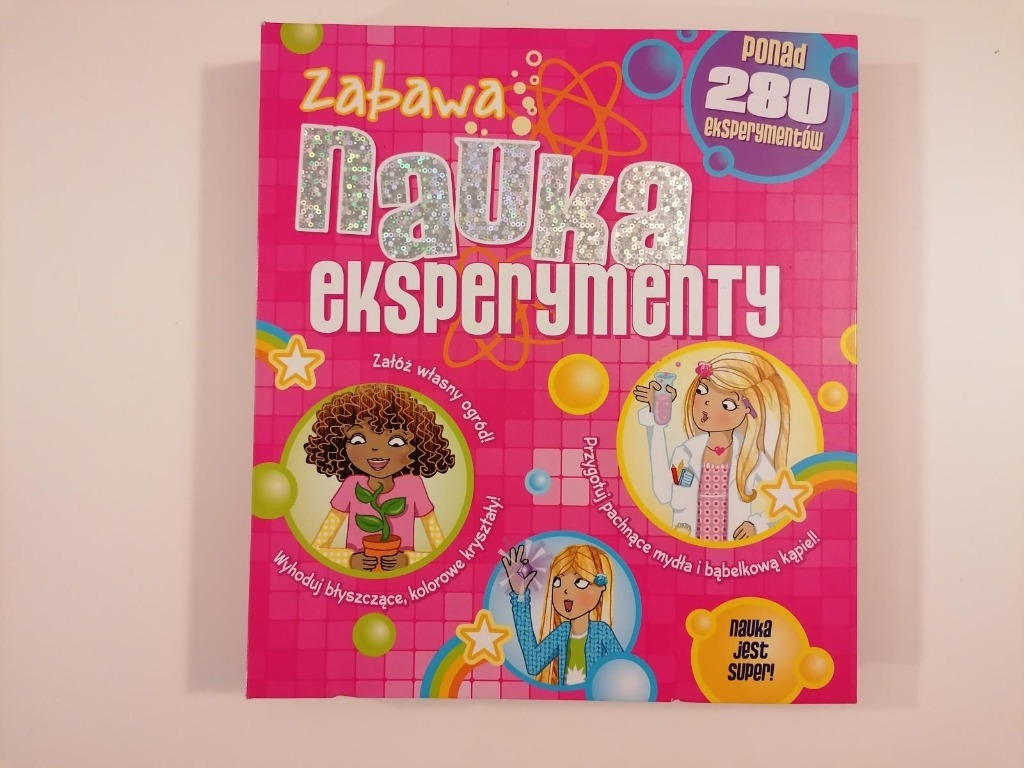 ponad
280
eksperymentów
Zabawa
nauka
eksperymenty
Załóż własny ogród!
Wyhoduj błyszczące, kolorowe kryształy!
Przygotuj pachnące mydła i bąbelkową kąpiel!
nauka
jest
super!